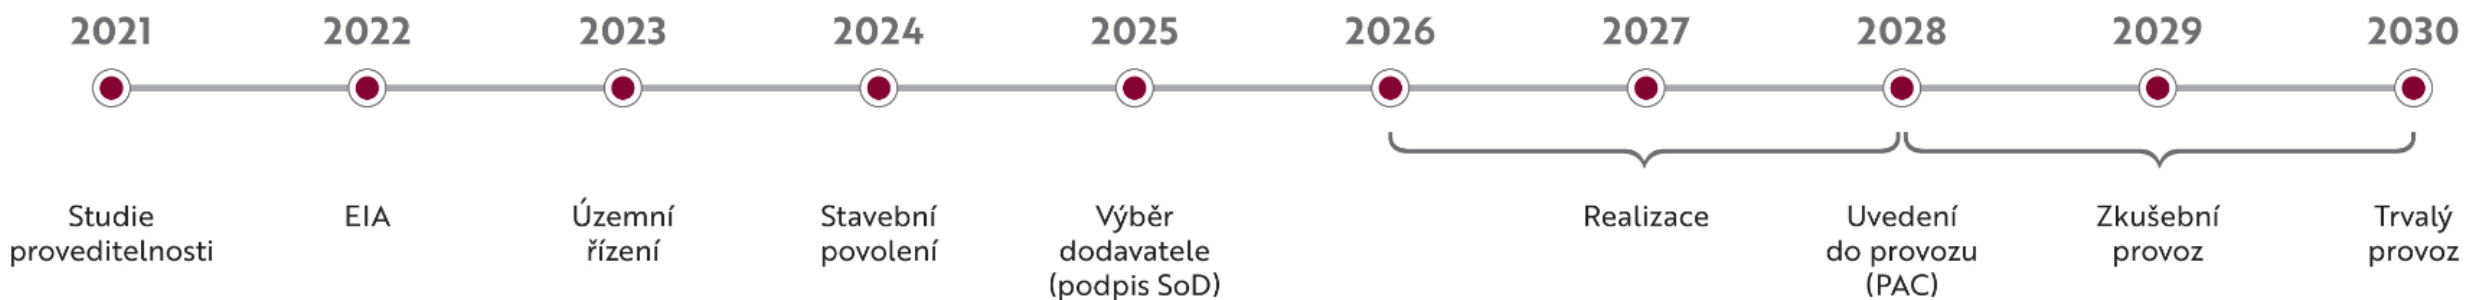 2021 2022 2023 2024 2025 2026 2027 2028 2029 2030
Studie
proveditelnosti
EIA
Územní
řízení
Stavební
povolení
Výběr
dodavatele
(podpis SoD)
Realizace
Uvedení
do provozu
(PAC)
Zkušební
provoz
Trvalý
provoz